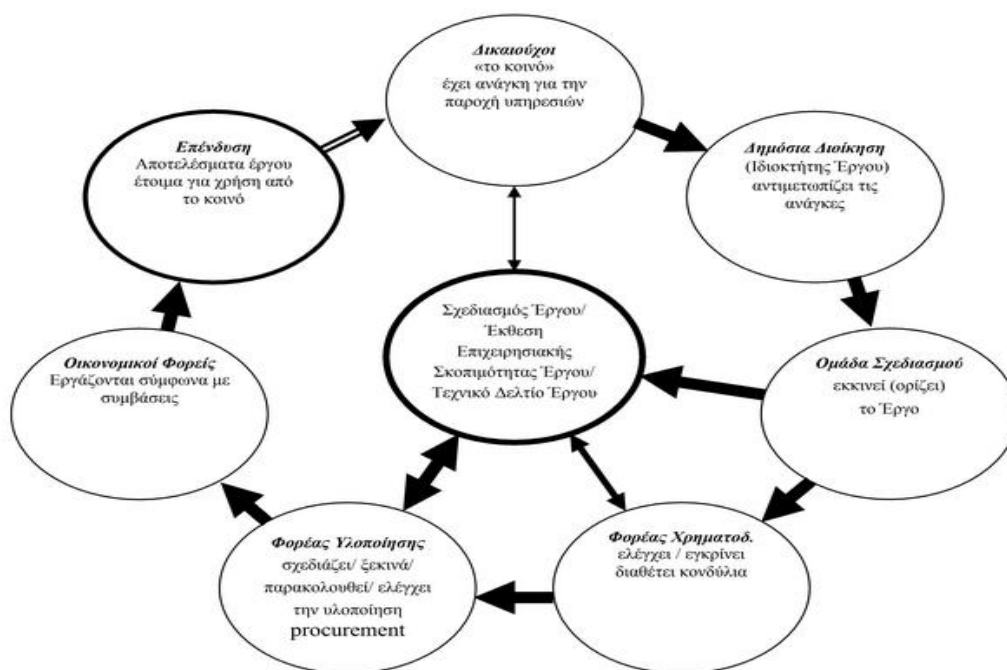 Δικαιούχοι
«το κοινό»
έχει ανάγκη για την
παροχή υπηρεσιών
Δημόσια Διοίκηση
(Ιδιοκτήτης Έργου)
αντιμετωπίζει τις
ανάγκες
Ομάδα Σχεδιασμού
εκκινεί (ορίζει)
το Έργο
Φορέας Χρηματοδ.
ελέγχει / εγκρίνει
διαθέτει κονδύλια
Φορέας Υλοποίησης
σχεδιάζει/ ξεκινά/
παρακολουθεί/ ελέγχει
την υλοποίηση
procurement
Οικονομικοί Φορείς
Εργάζονται σύμφωνα με
συμβάσεις
Επένδυση
Αποτελέσματα έργου
έτοιμα για χρήση από
το κοινό
Σχεδιασμός Έργου/
Έκθεση
Επιχειρησιακής
Σκοπιμότητας Έργου/
Τεχνικό Δελτίο Έργου